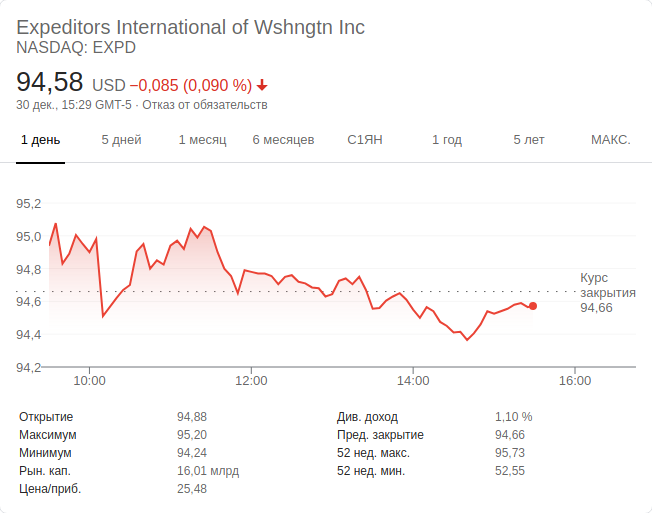 Expeditors International of Wshngtn Inc
NASDAQ: EXPD
94,58 USD −0,085 (0,090 %)
30 дек., 15:29 GMT-5 · Отказ от обязательств
1 день 5 дней 1 месяц 6 месяцев С1ЯН 1 год 5 лет МАКС.
95,2
95,0
94,8
94,6
94,4
94,2
Курс
закрытия
94,66
10:00 12:00 14:00 16:00
Открытие 94,88 Див. доход 1,10 %
Максимум 95,20 Пред. закрытие 94,66
Минимум 94,24 52 нед. макс. 95,73
Рын. кап. 16,01 млрд 52 нед. мин. 52,55
Цена/приб. 25,48